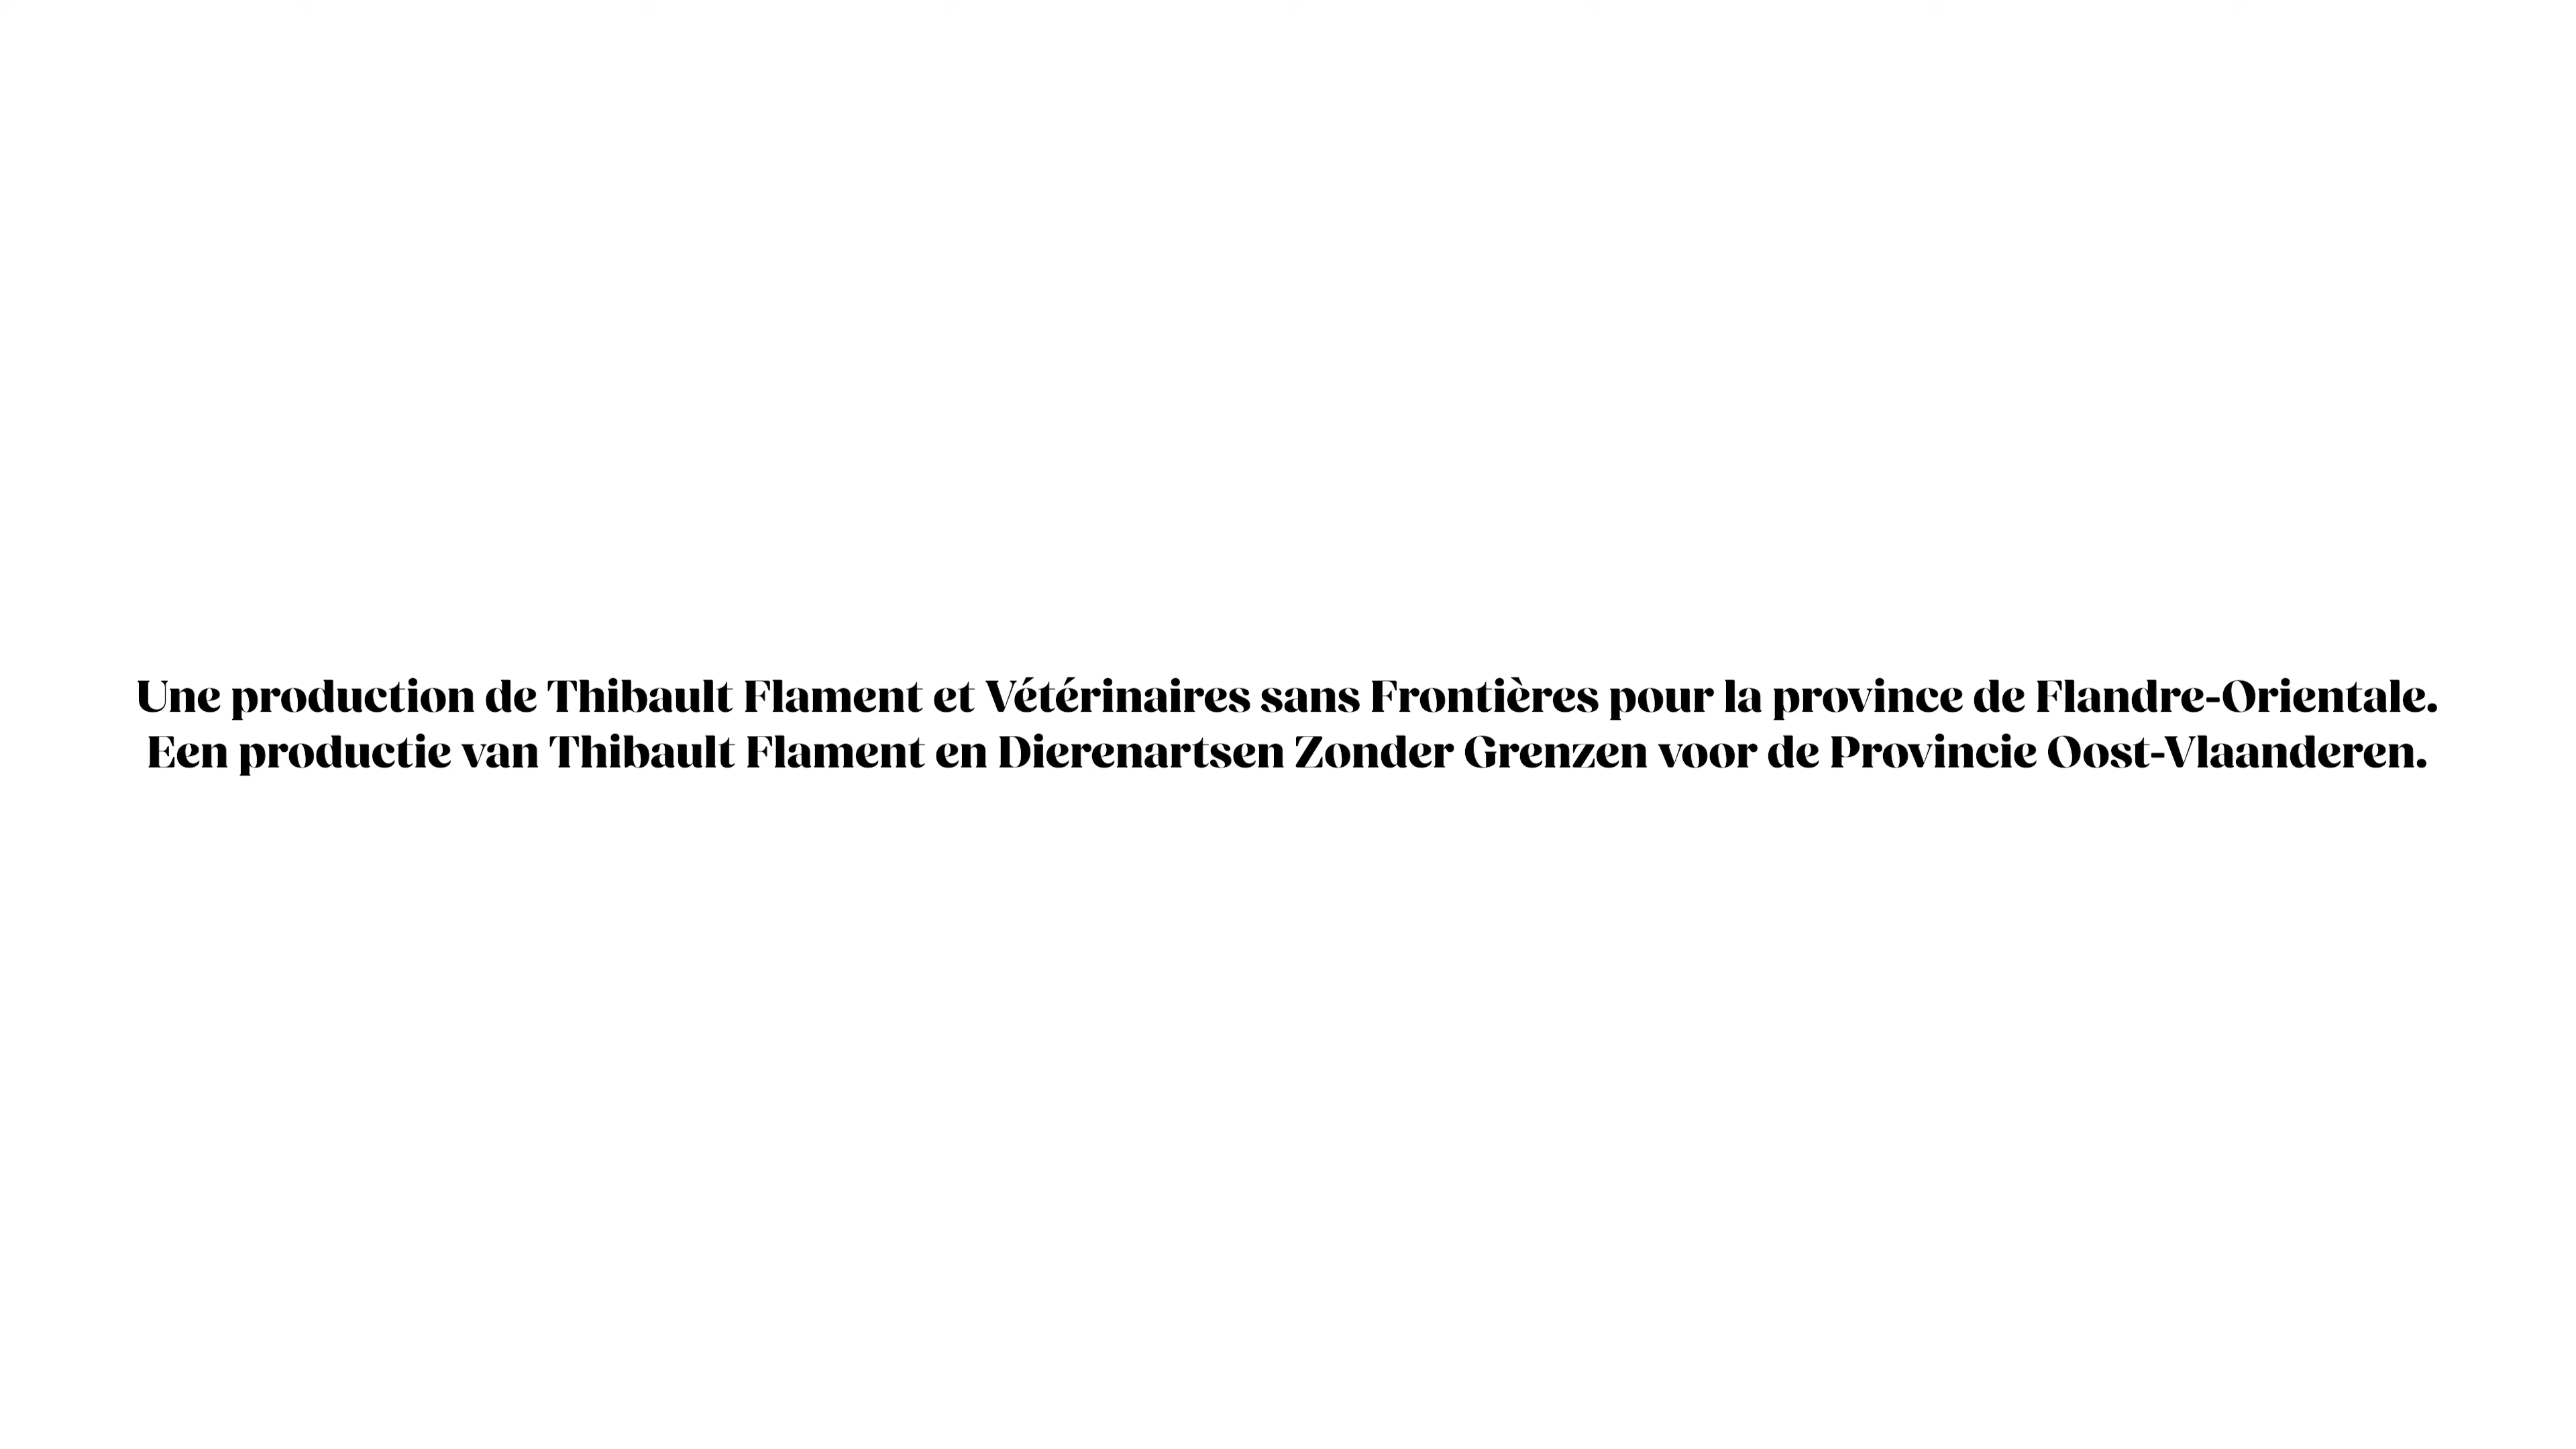 Une production de Thibault Flament et Vétérinaires sans Frontières pour la province de Flandre-Orientale.
Een productie van Thibault Flament en Dierenartsen Zonder Grenzen voor de Provincie Oost-Vlaanderen.